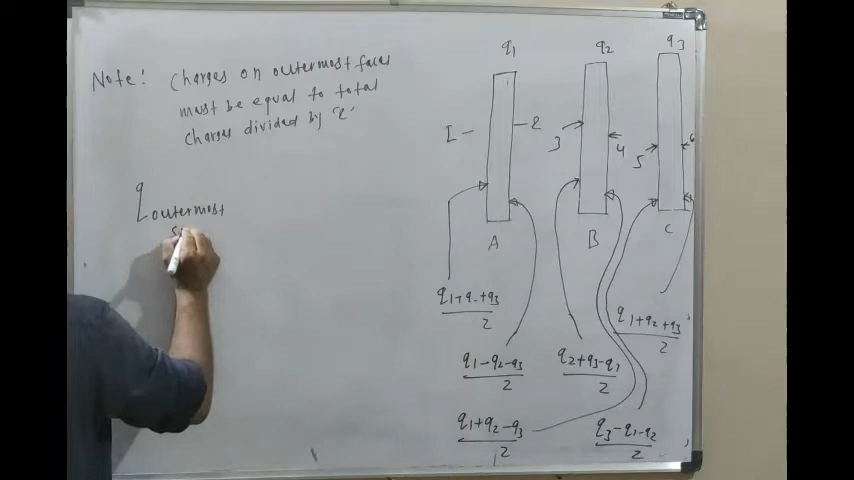 Note: Charges on outermost faces
must be equal to total
charges divided by '2'
q outermost
q1 q2 q3
1 2
3 4
5 6
A B C
q1+q-+q3
2
q1-q2-q3
2
q2+q3-q1
2
q1+q2+q3
2
q1+q2-q3
2
q3-q1-q2
2